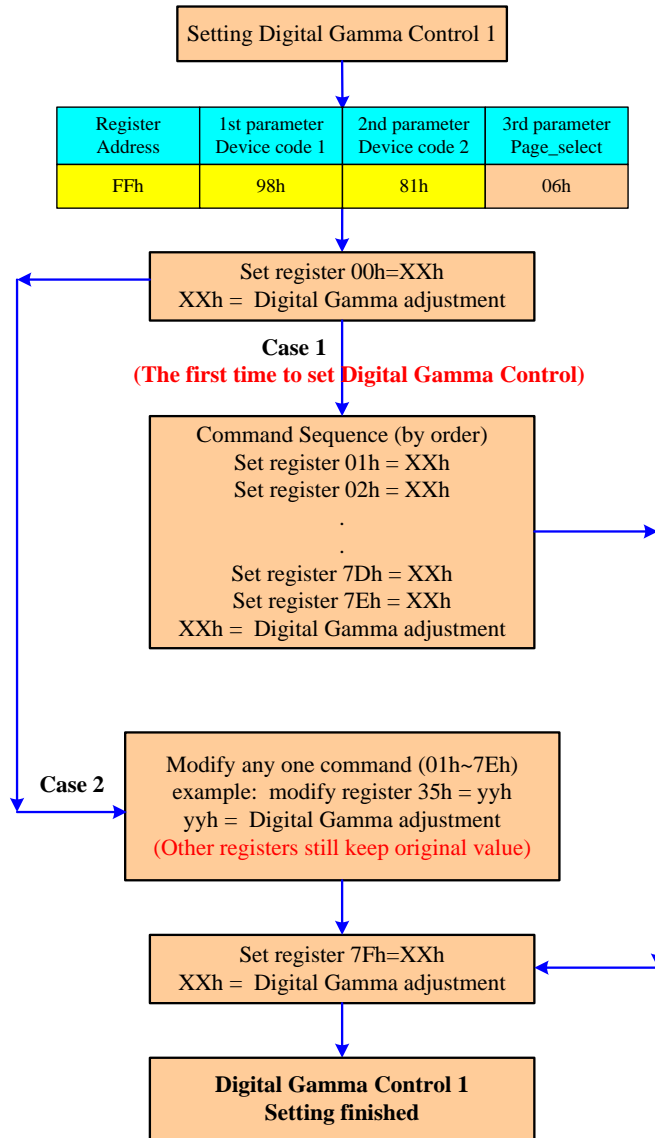 Setting Digital Gamma Control 1
Register Address
1st parameter Device code 1
2nd parameter Device code 2
3rd parameter Page_select
FFh
98h
81h
06h
Set register 00h=XXh
XXh = Digital Gamma adjustment
Case 1
(The first time to set Digital Gamma Control)
Command Sequence (by order)
Set register 01h = XXh
Set register 02h = XXh
.
.
Set register 7Dh = XXh
Set register 7Eh = XXh
XXh = Digital Gamma adjustment
Case 2
Modify any one command (01h~7Eh)
example: modify register 35h = yyh
yyh = Digital Gamma adjustment
(Other registers still keep original value)
Set register 7Fh=XXh
XXh = Digital Gamma adjustment
Digital Gamma Control 1
Setting finished